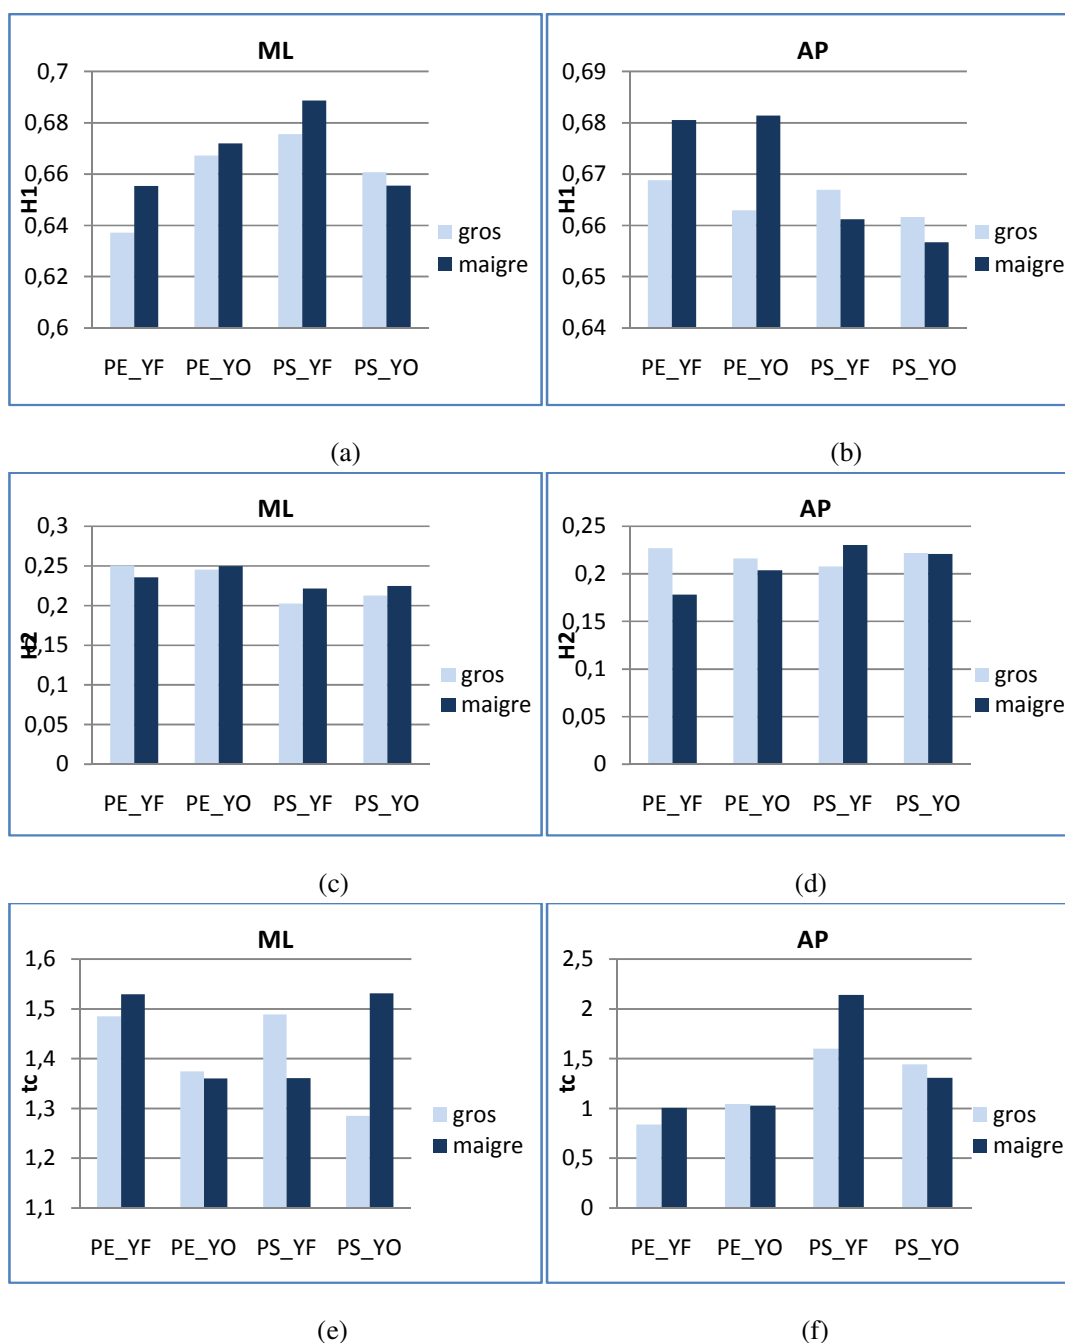 ML
0,7
0,68
0,66
0,64
0,62
0,6
H1
PE_YF PE_YO PS_YF PS_YO
gros
maigre
AP
0,69
0,68
0,67
0,66
0,65
0,64
H1
PE_YF PE_YO PS_YF PS_YO
gros
maigre
(a) (b)
ML
0,3
0,25
0,2
0,15
0,1
0,05
0
H2
PE_YF PE_YO PS_YF PS_YO
gros
maigre
AP
0,25
0,2
0,15
0,1
0,05
0
H2
PE_YF PE_YO PS_YF PS_YO
gros
maigre
(c) (d)
ML
1,6
1,5
1,4
1,3
1,2
1,1
tc
PE_YF PE_YO PS_YF PS_YO
gros
maigre
AP
2,5
2
1,5
1
0,5
0
tc
PE_YF PE_YO PS_YF PS_YO
gros
maigre
(e) (f)